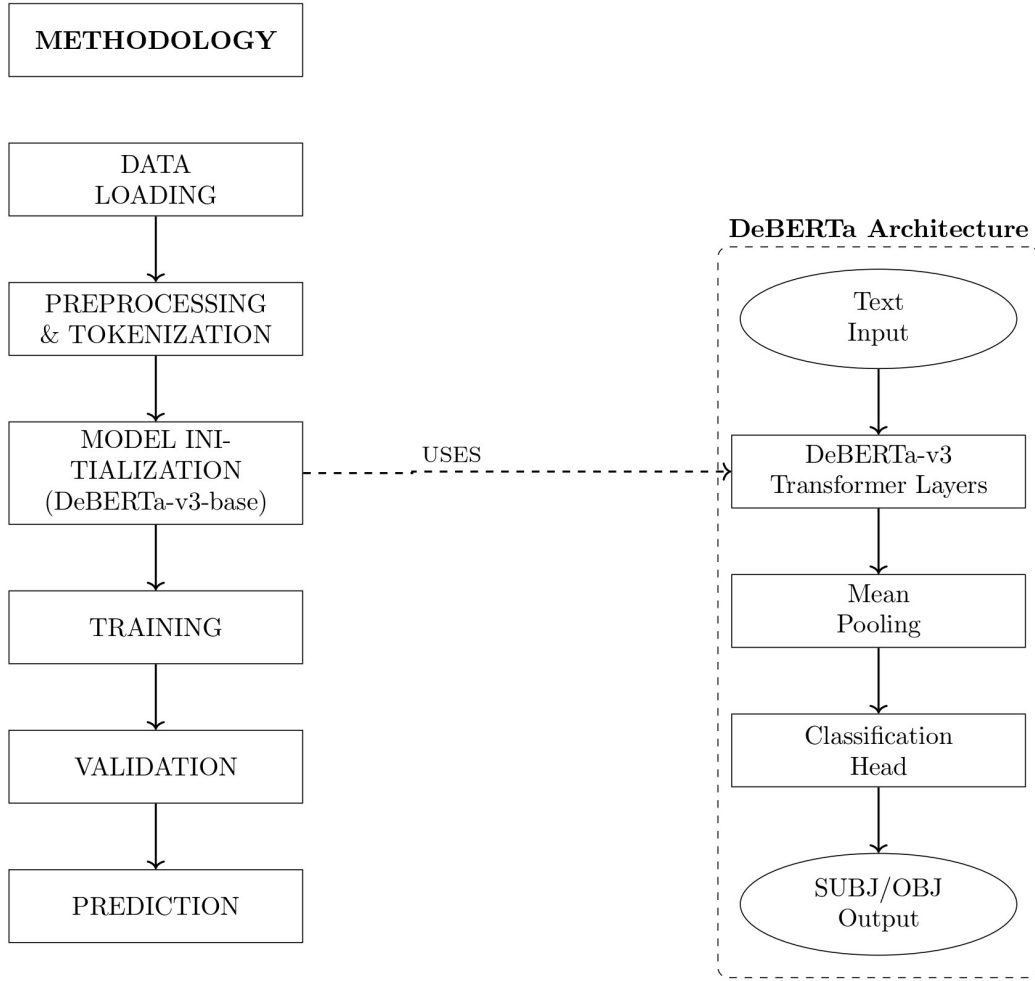 METHODOLOGY
DATA
LOADING
PREPROCESSING
& TOKENIZATION
MODEL INI-
TIALIZATION
(DeBERTa-v3-base)
TRAINING
VALIDATION
PREDICTION
USES
DeBERTa Architecture
Text
Input
DeBERTa-v3
Transformer Layers
Mean
Pooling
Classification
Head
SUBJ/OBJ
Output